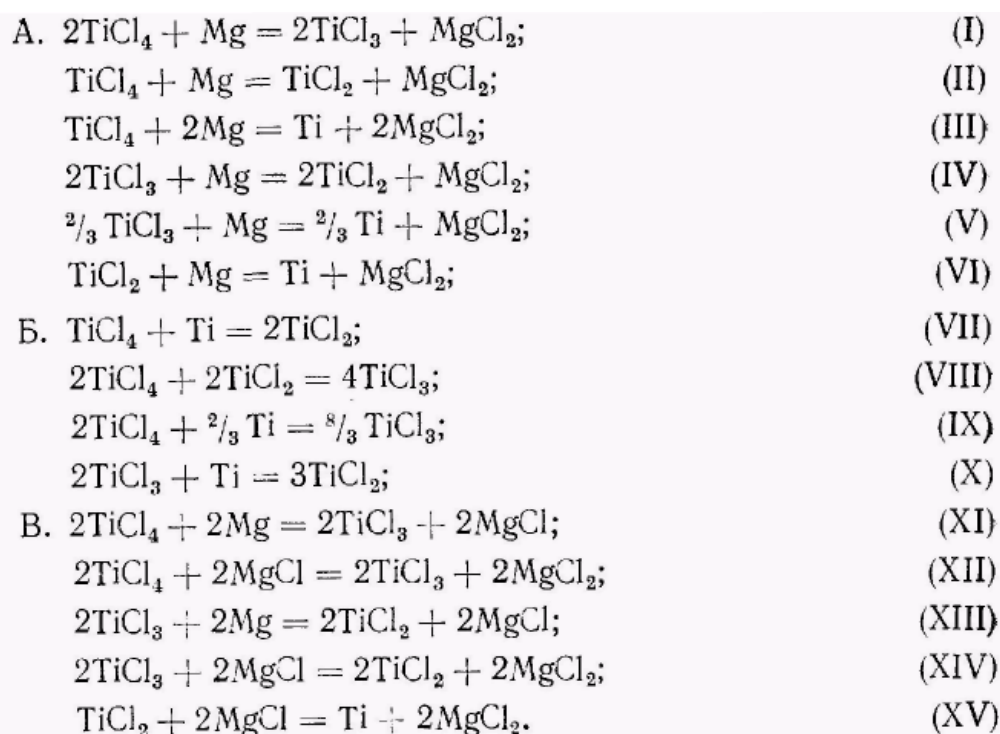 А. 2TiCl₄ + Mg = 2TiCl₃ + MgCl₂; (I)
TiCl₄ + Mg = TiCl₂ + MgCl₂; (II)
TiCl₄ + 2Mg = Ti + 2MgCl₂; (III)
2TiCl₃ + Mg = 2TiCl₂ + MgCl₂; (IV)
²/₃ TiCl₃ + Mg = ²/₃ Ti + MgCl₂; (V)
TiCl₂ + Mg = Ti + MgCl₂; (VI)
Б. TiCl₄ + Ti = 2TiCl₂; (VII)
2TiCl₄ + 2TiCl₂ = 4TiCl₃; (VIII)
2TiCl₄ + ²/₃ Ti = ⁸/₃ TiCl₃; (IX)
2TiCl₃ + Ti = 3TiCl₂; (X)
В. 2TiCl₄ + 2Mg = 2TiCl₃ + 2MgCl; (XI)
2TiCl₄ + 2MgCl = 2TiCl₃ + 2MgCl₂; (XII)
2TiCl₃ + 2Mg = 2TiCl₂ + 2MgCl; (XIII)
2TiCl₃ + 2MgCl = 2TiCl₂ + 2MgCl₂; (XIV)
TiCl₂ + 2MgCl = Ti + 2MgCl₂. (XV)